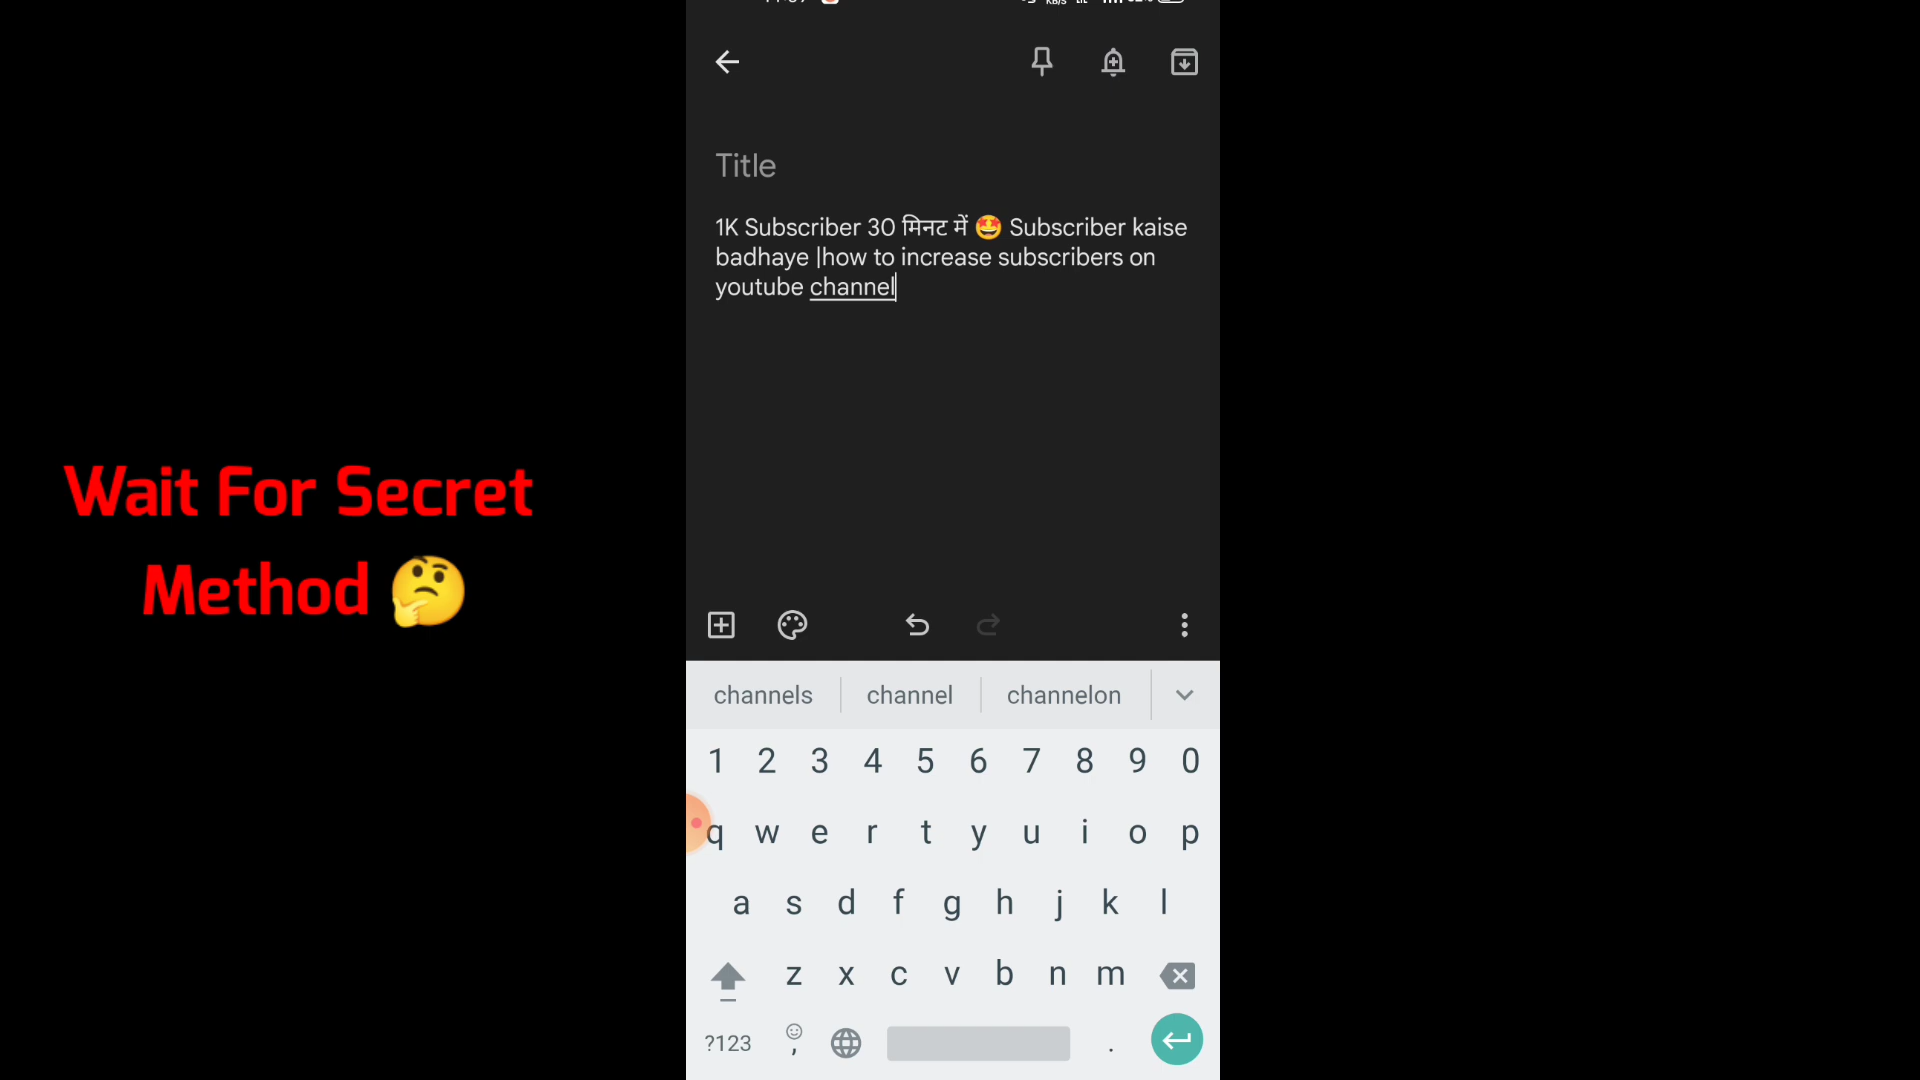 Title
1K Subscriber 30 मिनट में 🤩 Subscriber kaise
badhaye |how to increase subscribers on
youtube channel
Wait For Secret
Method 🤔
channels channel channelon
1 2 3 4 5 6 7 8 9 0
q w e r t y u i o p
a s d f g h j k l
z x c v b n m
?123 , .